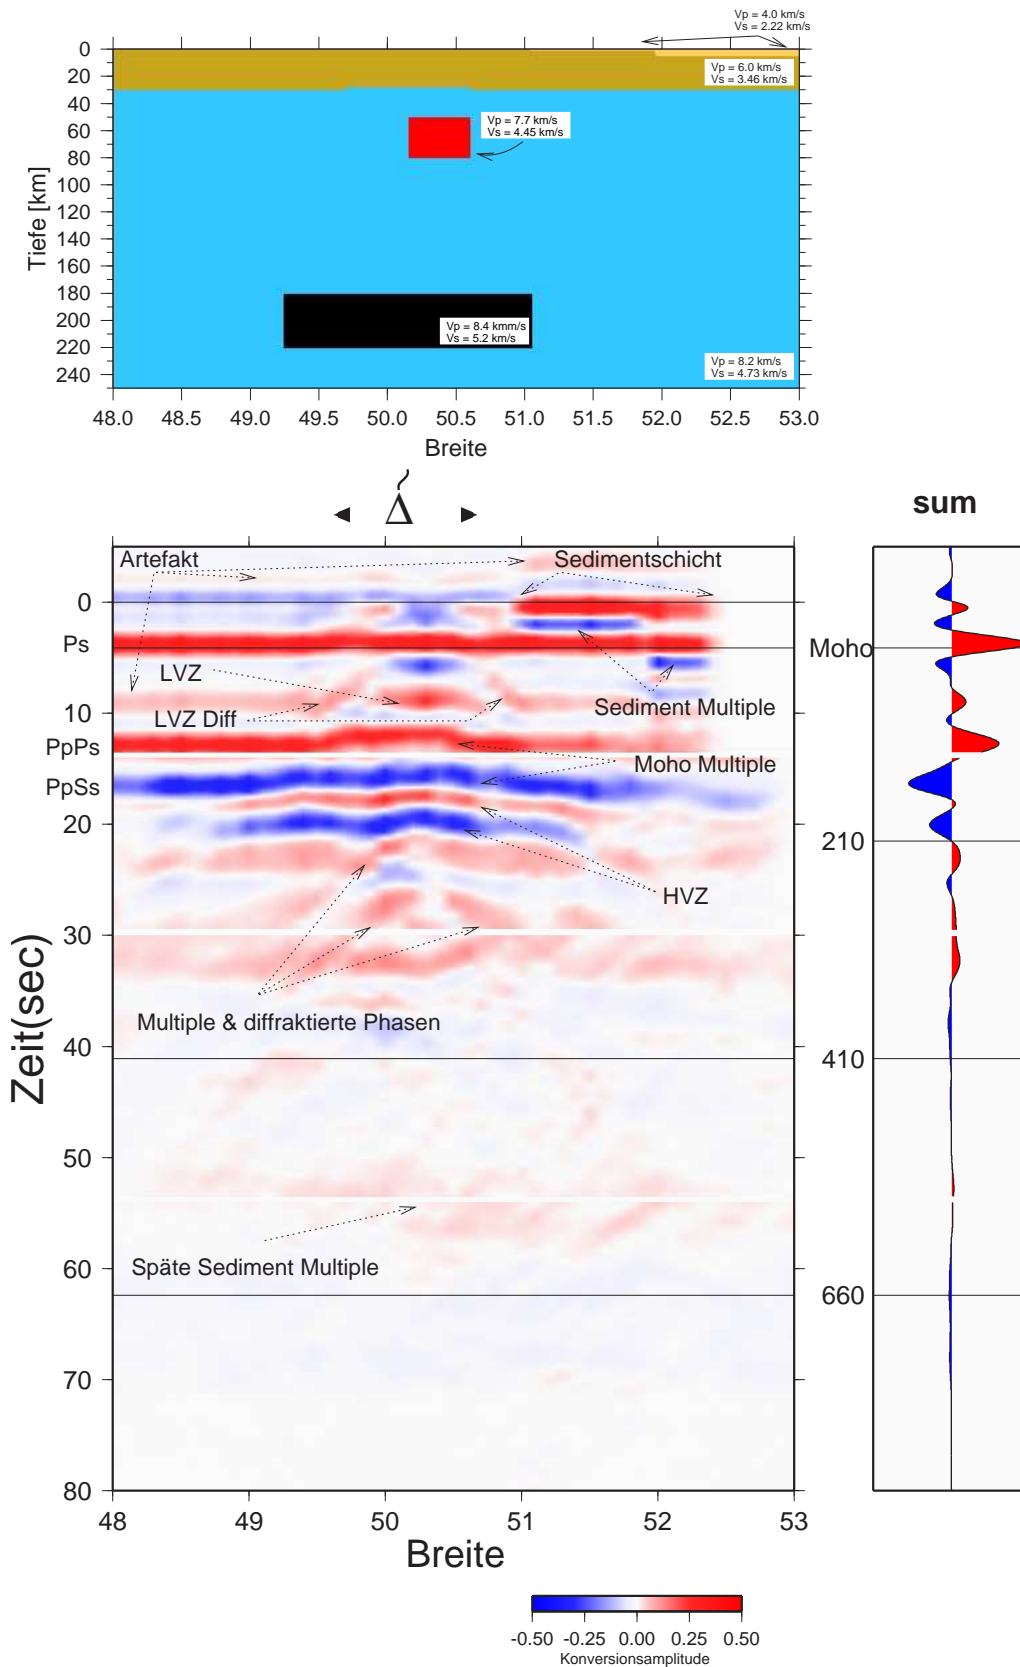 Vp = 4.0 km/s
Vs = 2.22 km/s
0
20
40
60
80
100
120
140
160
180
200
220
240
Tiefe [km]
Vp = 6.0 km/s
Vs = 3.46 km/s
Vp = 7.7 km/s
Vs = 4.45 km/s
Vp = 8.4 kmm/s
Vs = 5.2 km/s
Vp = 8.2 km/s
Vs = 4.73 km/s
48.0 48.5 49.0 49.5 50.0 50.5 51.0 51.5 52.0 52.5 53.0
Breite
~
Δ
sum
Artefakt
Sedimentschicht
0
Ps
Moho
LVZ
LVZ Diff
Sediment Multiple
10
PpPs
Moho Multiple
PpSs
20
210
HVZ
30
Multiple & diffraktierte Phasen
Zeit(sec)
40
410
50
Späte Sediment Multiple
60
660
70
80
48 49 50 51 52 53
Breite
-0.50 -0.25 0.00 0.25 0.50
Konversionsamplitude